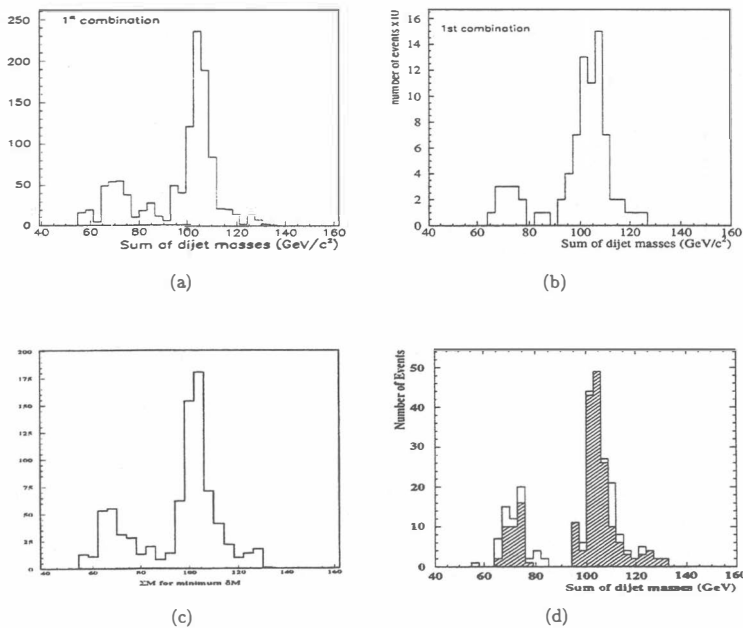 1st combination
250
200
150
100
50
0
40 60 80 100 120 140 160
Sum of dijet masses (GeV/c²)
(a)
number of events x10
1st combination
16
14
12
10
8
6
4
2
0
40 60 80 100 120 140 160
Sum of dijet masses (GeV/c²)
(b)
200
175
150
125
100
75
50
25
0
40 60 80 100 120 140 160
ΣM for minimum δM
(c)
Number of Events
50
40
30
20
10
0
40 60 80 100 120 140 160
Sum of dijet masses (GeV)
(d)